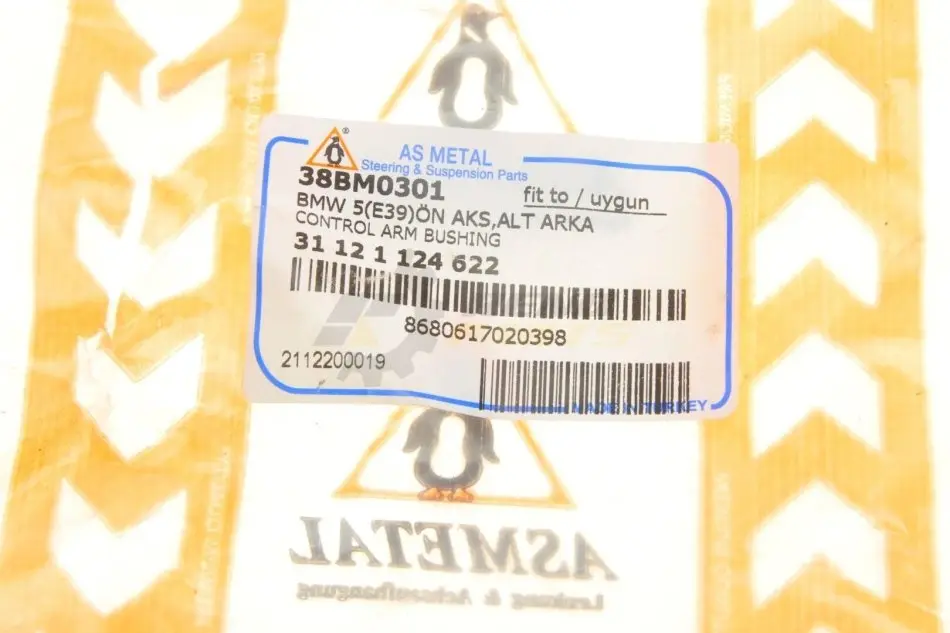 AS METAL
Steering & Suspension Parts
38BM0301
fit to / uygun
BMW 5(E39)ÖN AKS,ALT ARKA
CONTROL ARM BUSHING
31 12 1 124 622
8680617020398
2112200019
MADE IN TURKEY
ASMETAL
Lenkung & Achsaufhangung